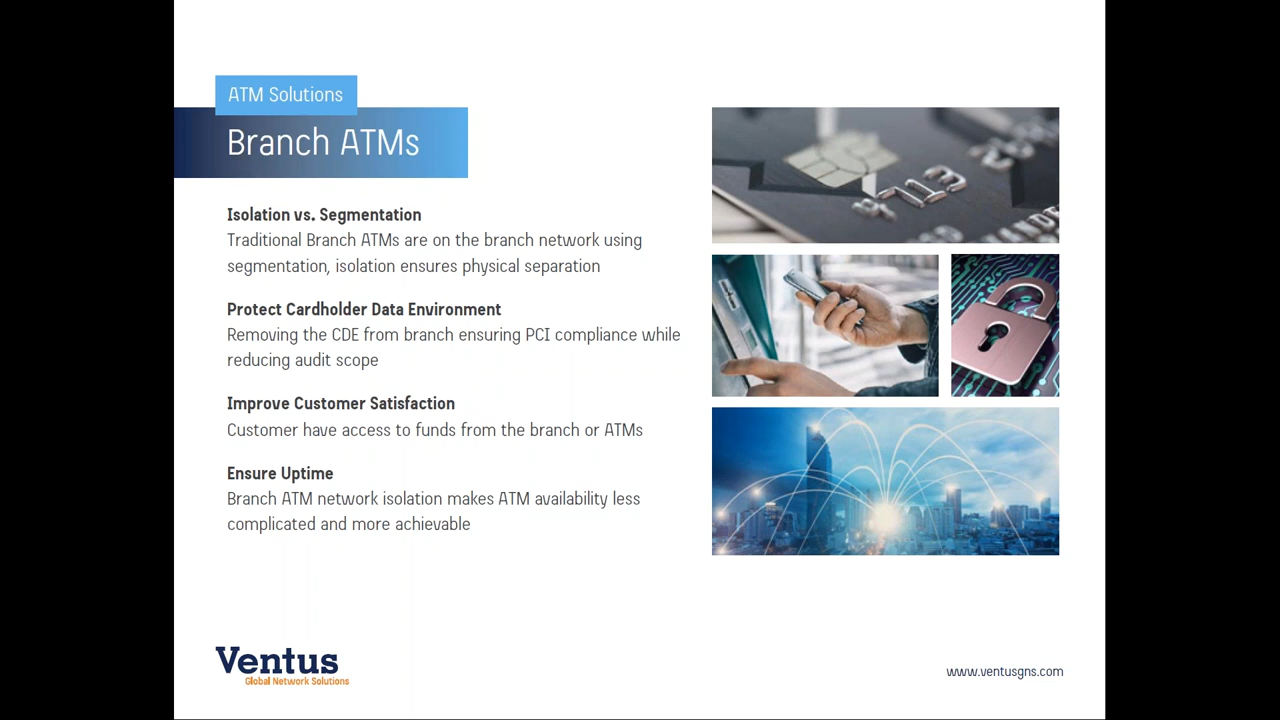 ATM Solutions
Branch ATMs
Isolation vs. Segmentation
Traditional Branch ATMs are on the branch network using
segmentation, isolation ensures physical separation
Protect Cardholder Data Environment
Removing the CDE from branch ensuring PCI compliance while
reducing audit scope
Improve Customer Satisfaction
Customer have access to funds from the branch or ATMs
Ensure Uptime
Branch ATM network isolation makes ATM availability less
complicated and more achievable
Ventus
Global Network Solutions
www.ventusgns.com